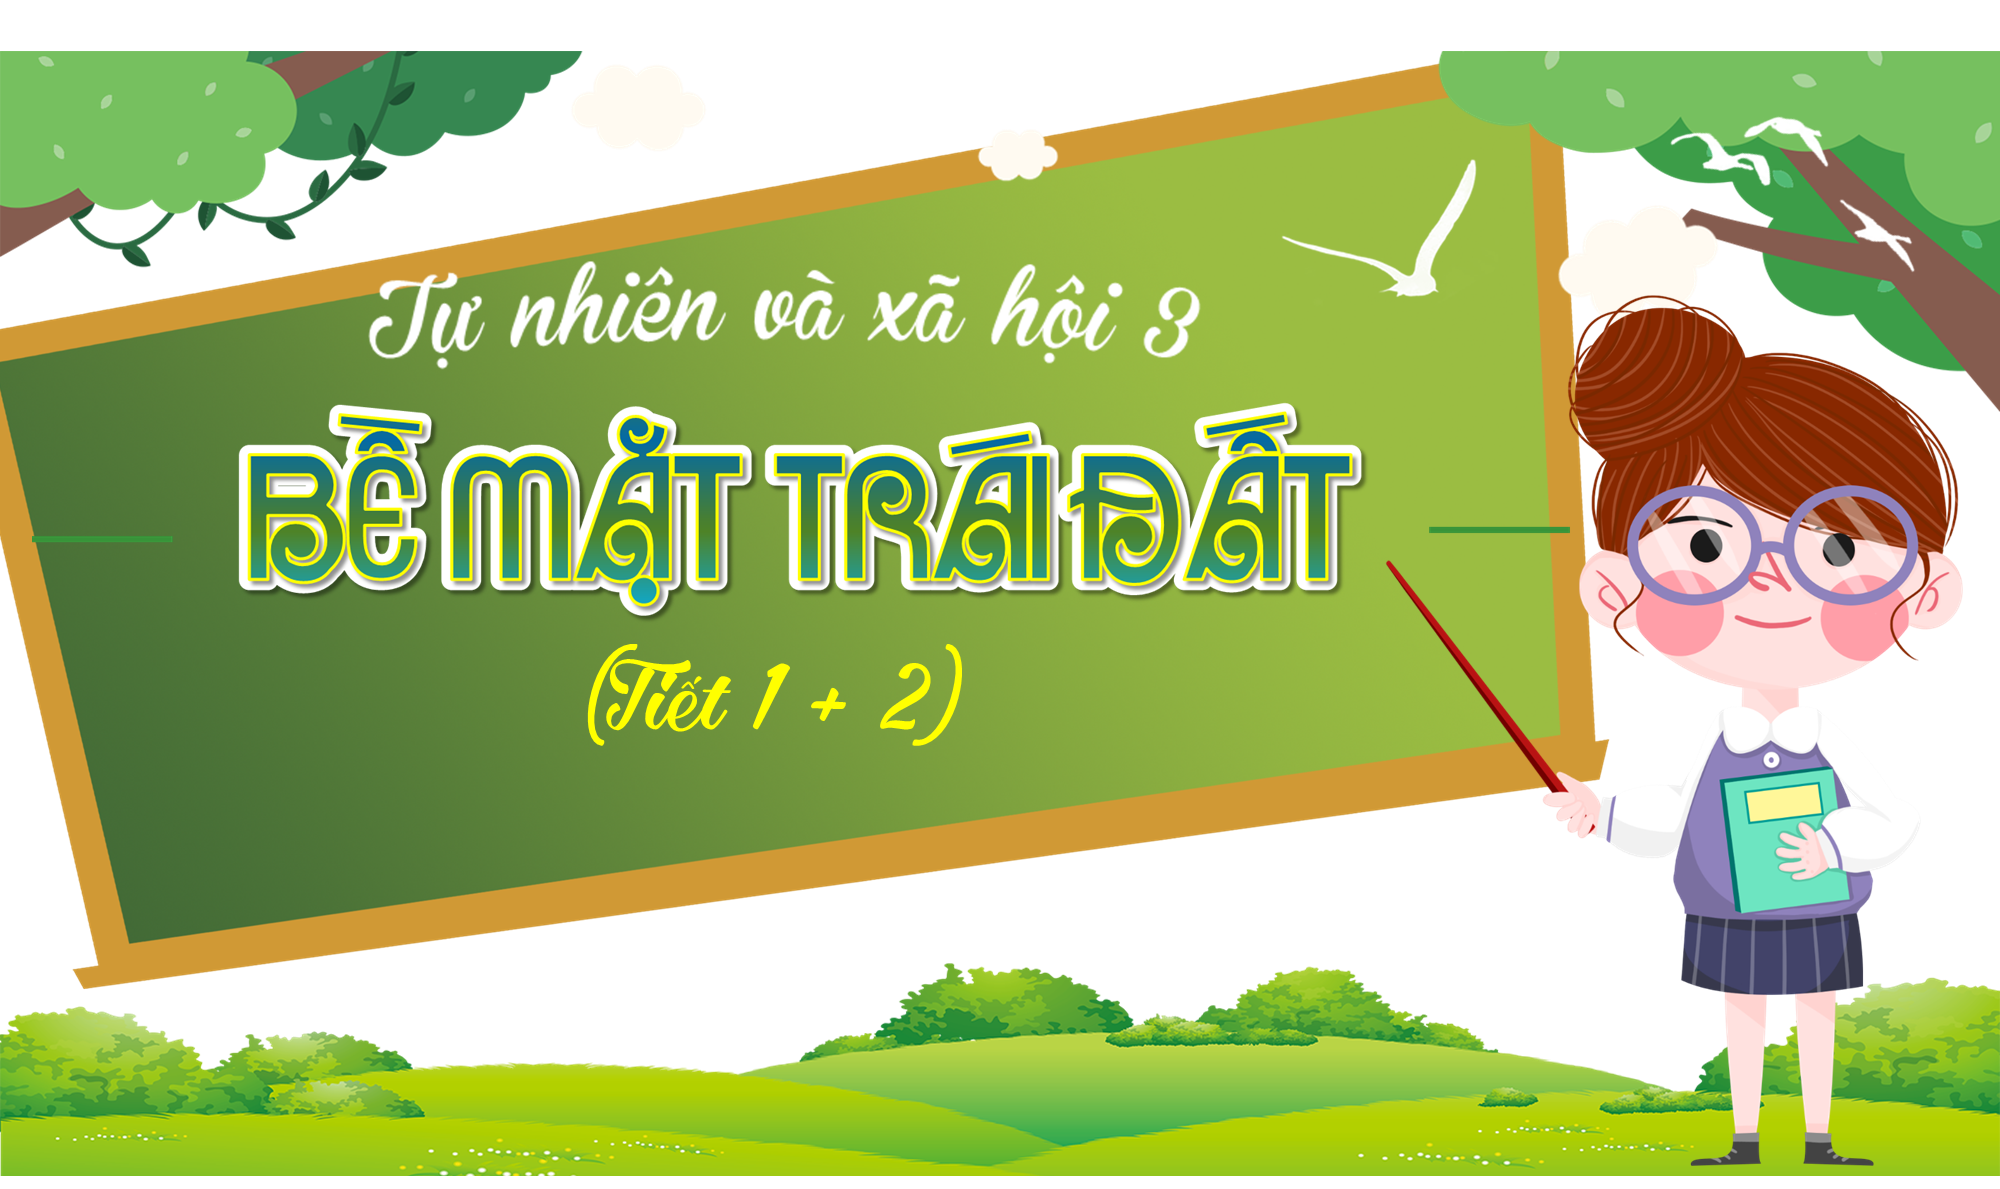 Tự nhiên và xã hội 3
BỀ MẶT TRÁI ĐẤT
(Tiết 1 + 2)